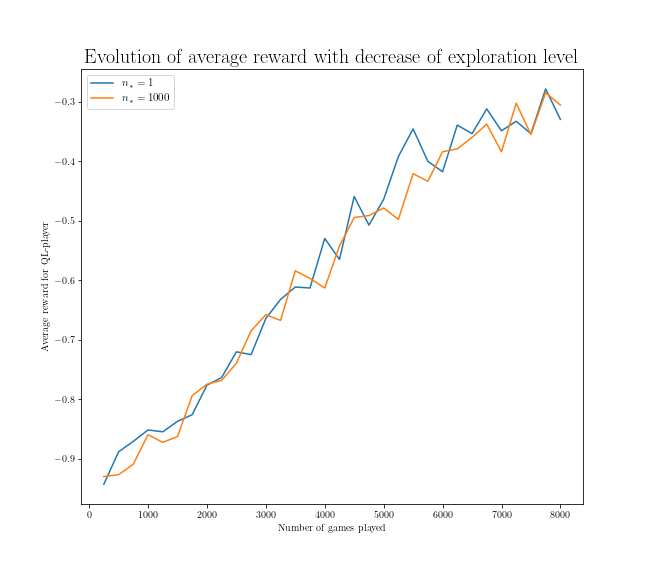 Evolution of average reward with decrease of exploration level
n⋆ = 1
n⋆ = 1000
−0.3
−0.4
−0.5
−0.6
−0.7
−0.8
−0.9
Average reward for QL-player
0 1000 2000 3000 4000 5000 6000 7000 8000
Number of games played